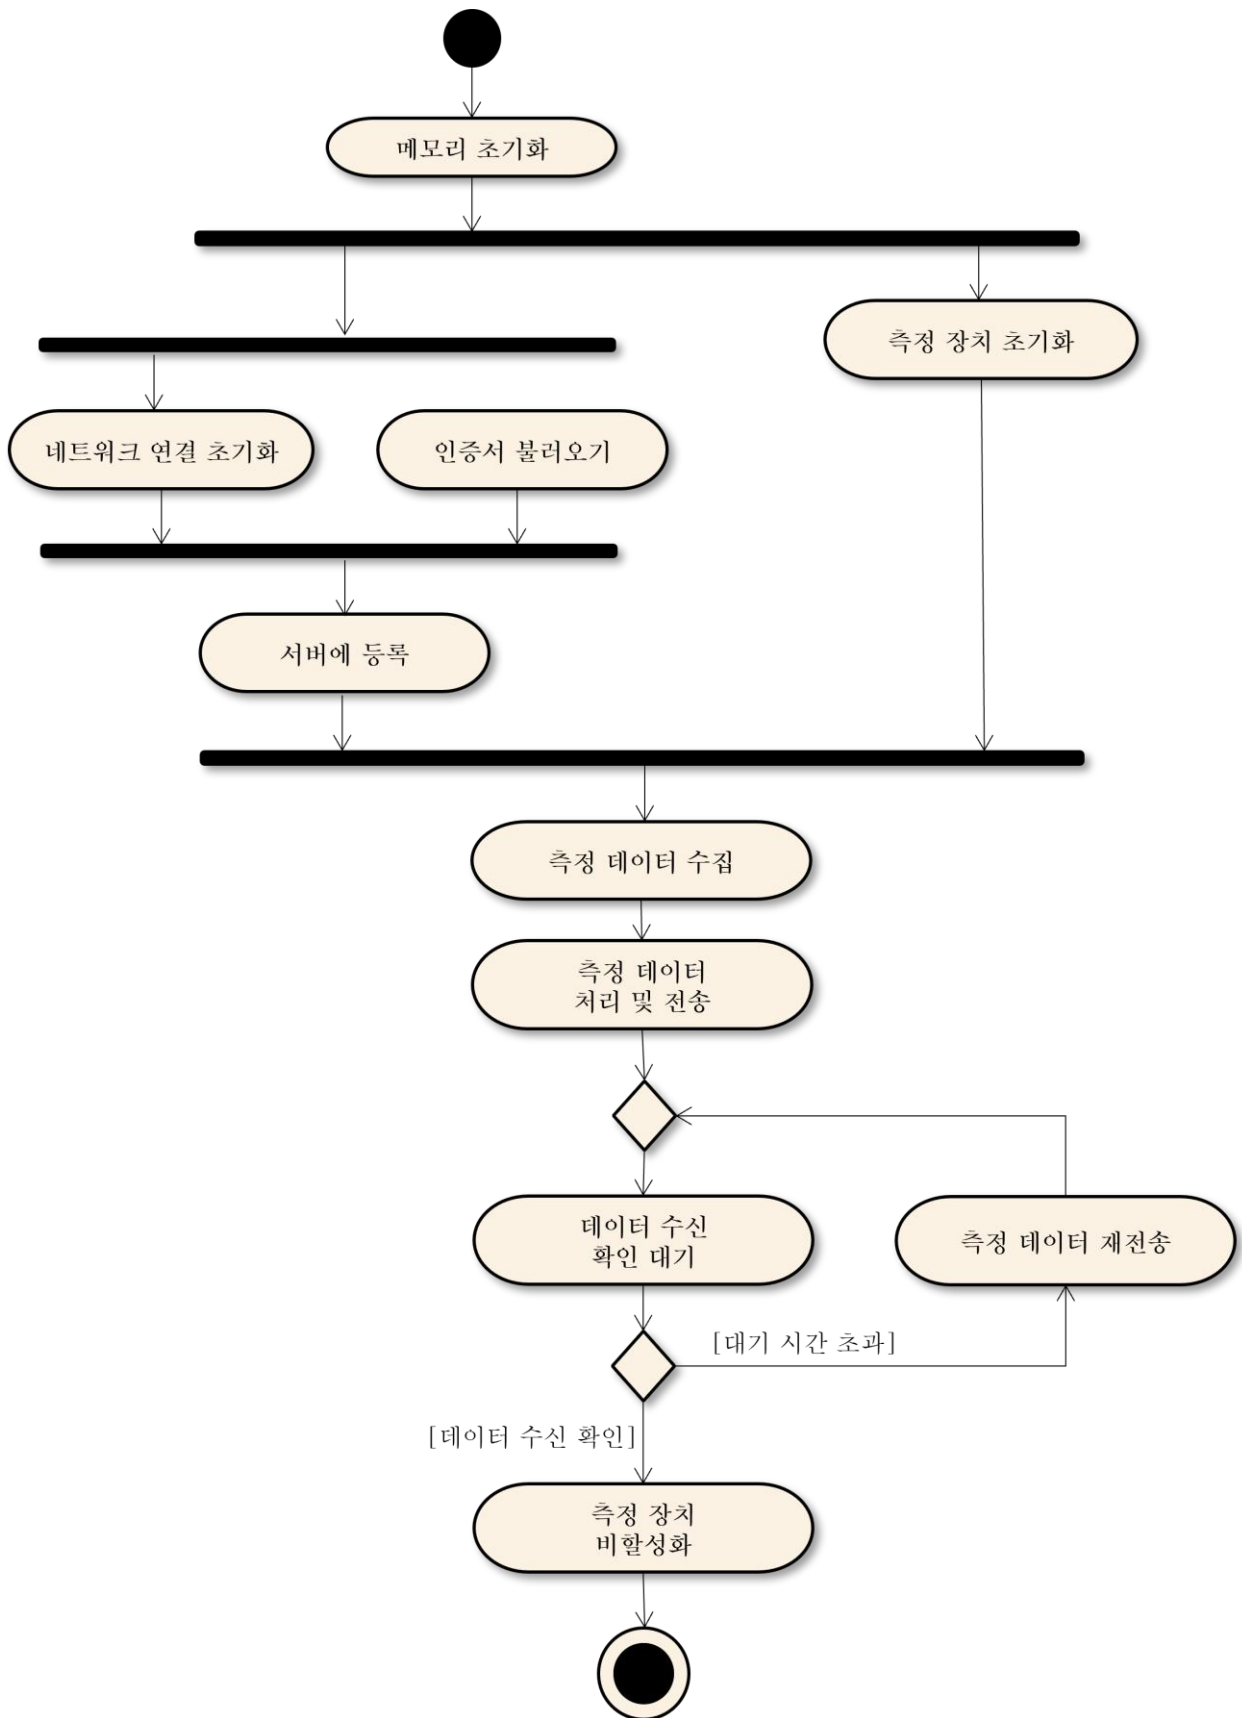 메모리 초기화
측정 장치 초기화
네트워크 연결 초기화
인증서 불러오기
서버에 등록
측정 데이터 수집
측정 데이터
처리 및 전송
데이터 수신
확인 대기
측정 데이터 재전송
[대기 시간 초과]
[데이터 수신 확인]
측정 장치
비할성화